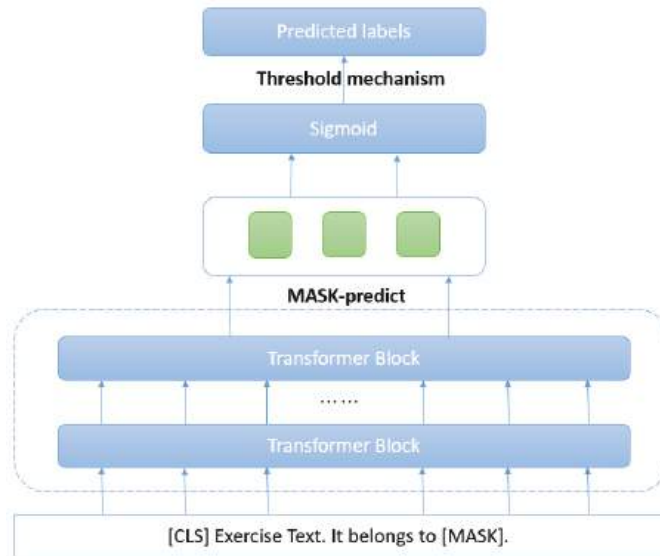 Predicted labels
Threshold mechanism
Sigmoid
MASK-predict
Transformer Block
... ...
Transformer Block
[CLS] Exercise Text. It belongs to [MASK].